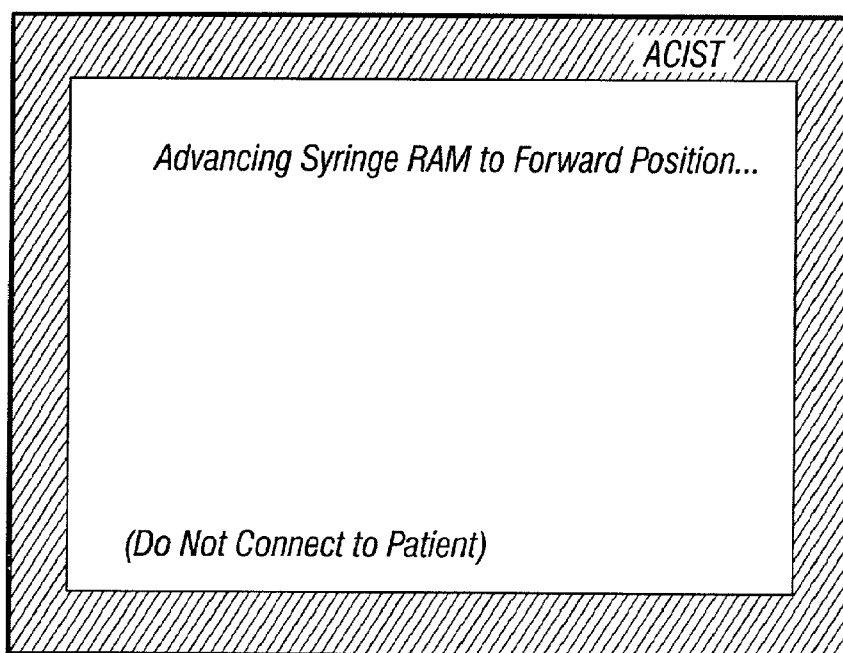 ACIST
Advancing Syringe RAM to Forward Position...
(Do Not Connect to Patient)